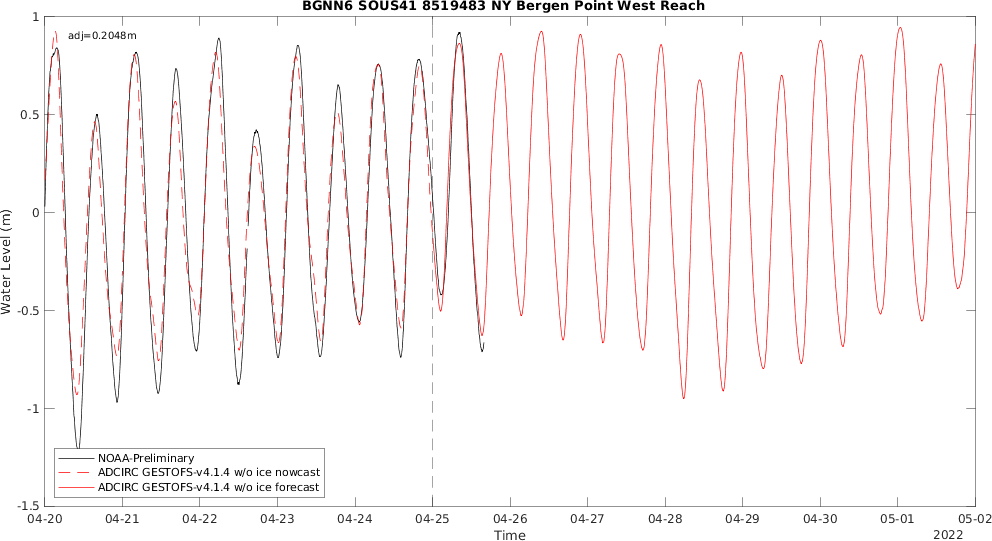 BGNN6 SOUS41 8519483 NY Bergen Point West Reach
adj=0.2048m
1
0.5
0
-0.5
-1
-1.5
Water Level (m)
NOAA-Preliminary
ADCIRC GESTOFS-v4.1.4 w/o ice nowcast
ADCIRC GESTOFS-v4.1.4 w/o ice forecast
04-20 04-21 04-22 04-23 04-24 04-25 04-26 04-27 04-28 04-29 04-30 05-01 05-02
Time
2022